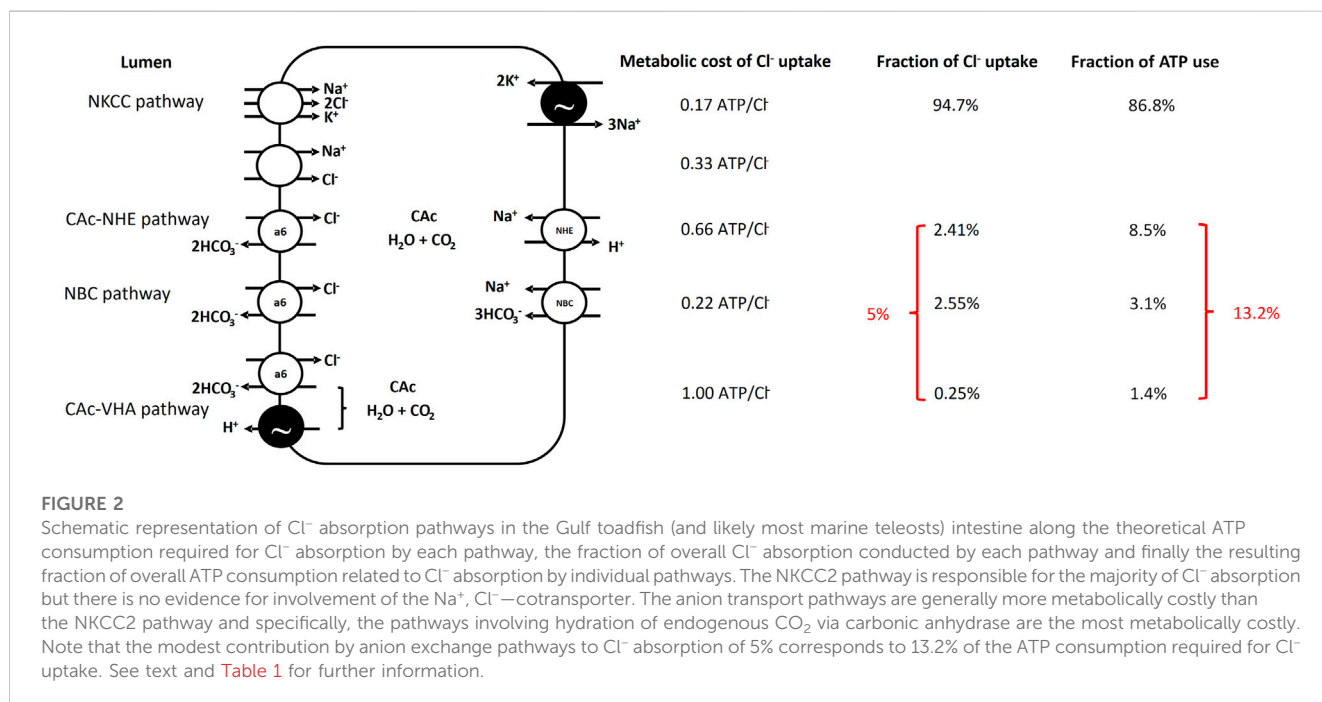 Lumen
Metabolic cost of Cl⁻ uptake
Fraction of Cl⁻ uptake
Fraction of ATP use
NKCC pathway
Na⁺
2Cl⁻
K⁺
2K⁺
~
3Na⁺
0.17 ATP/Cl⁻
94.7%
86.8%
Na⁺
Cl⁻
0.33 ATP/Cl⁻
CAc-NHE pathway
Cl⁻
a6
2HCO₃⁻
CAc
H₂O + CO₂
Na⁺
NHE
H⁺
0.66 ATP/Cl⁻
2.41%
8.5%
NBC pathway
Cl⁻
a6
2HCO₃⁻
Na⁺
NBC
3HCO₃⁻
0.22 ATP/Cl⁻
5%
2.55%
3.1%
13.2%
CAc-VHA pathway
Cl⁻
a6
2HCO₃⁻
~
H⁺
CAc
H₂O + CO₂
1.00 ATP/Cl⁻
0.25%
1.4%
FIGURE 2
Schematic representation of Cl⁻ absorption pathways in the Gulf toadfish (and likely most marine teleosts) intestine along the theoretical ATP
consumption required for Cl⁻ absorption by each pathway, the fraction of overall Cl⁻ absorption conducted by each pathway and finally the resulting
fraction of overall ATP consumption related to Cl⁻ absorption by individual pathways. The NKCC2 pathway is responsible for the majority of Cl⁻ absorption
but there is no evidence for involvement of the Na⁺, Cl⁻—cotransporter. The anion transport pathways are generally more metabolically costly than
the NKCC2 pathway and specifically, the pathways involving hydration of endogenous CO₂ via carbonic anhydrase are the most metabolically costly.
Note that the modest contribution by anion exchange pathways to Cl⁻ absorption of 5% corresponds to 13.2% of the ATP consumption required for Cl⁻
uptake. See text and Table 1 for further information.